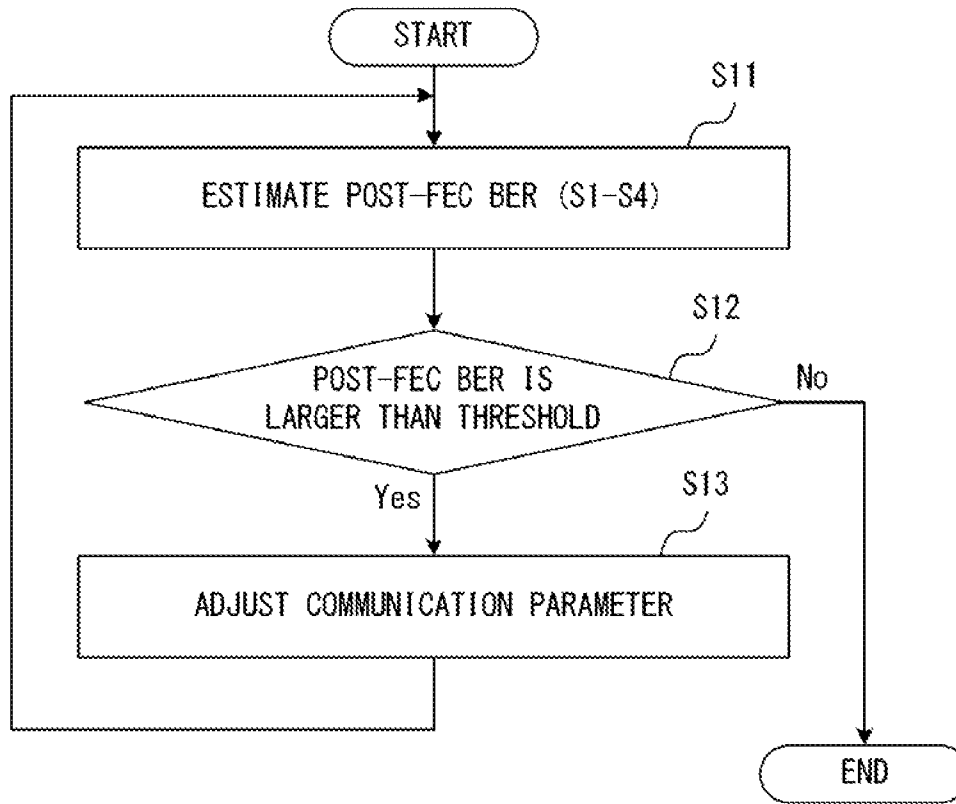 START
S11
ESTIMATE POST-FEC BER (S1-S4)
S12
POST-FEC BER IS
LARGER THAN THRESHOLD
No
Yes
S13
ADJUST COMMUNICATION PARAMETER
END